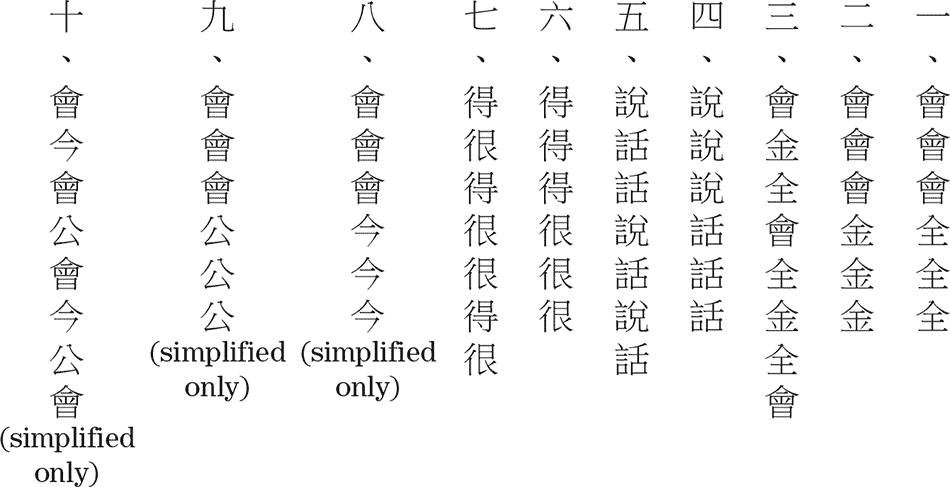 一、會會會全全全
二、會會會金金金
三、會金全會全金全會
四、說說說話話話
五、說話話說話說話
六、得得得很很很
七、得很得很很得很
八、會會會今今今
(simplified
only)
九、會會會公公公
(simplified
only)
十、會今會公會今公會
(simplified
only)